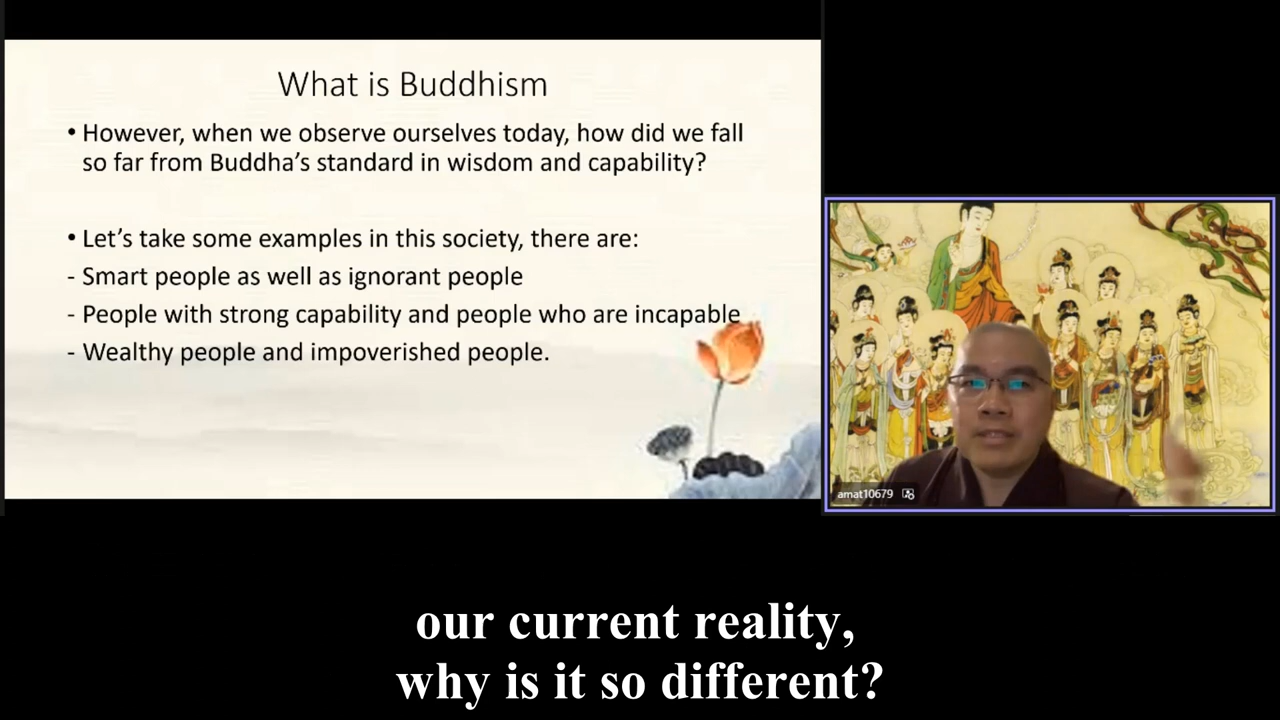 What is Buddhism
• However, when we observe ourselves today, how did we fall
so far from Buddha's standard in wisdom and capability?
• Let's take some examples in this society, there are:
- Smart people as well as ignorant people
- People with strong capability and people who are incapable
- Wealthy people and impoverished people.
amat10679
our current reality,
why is it so different?